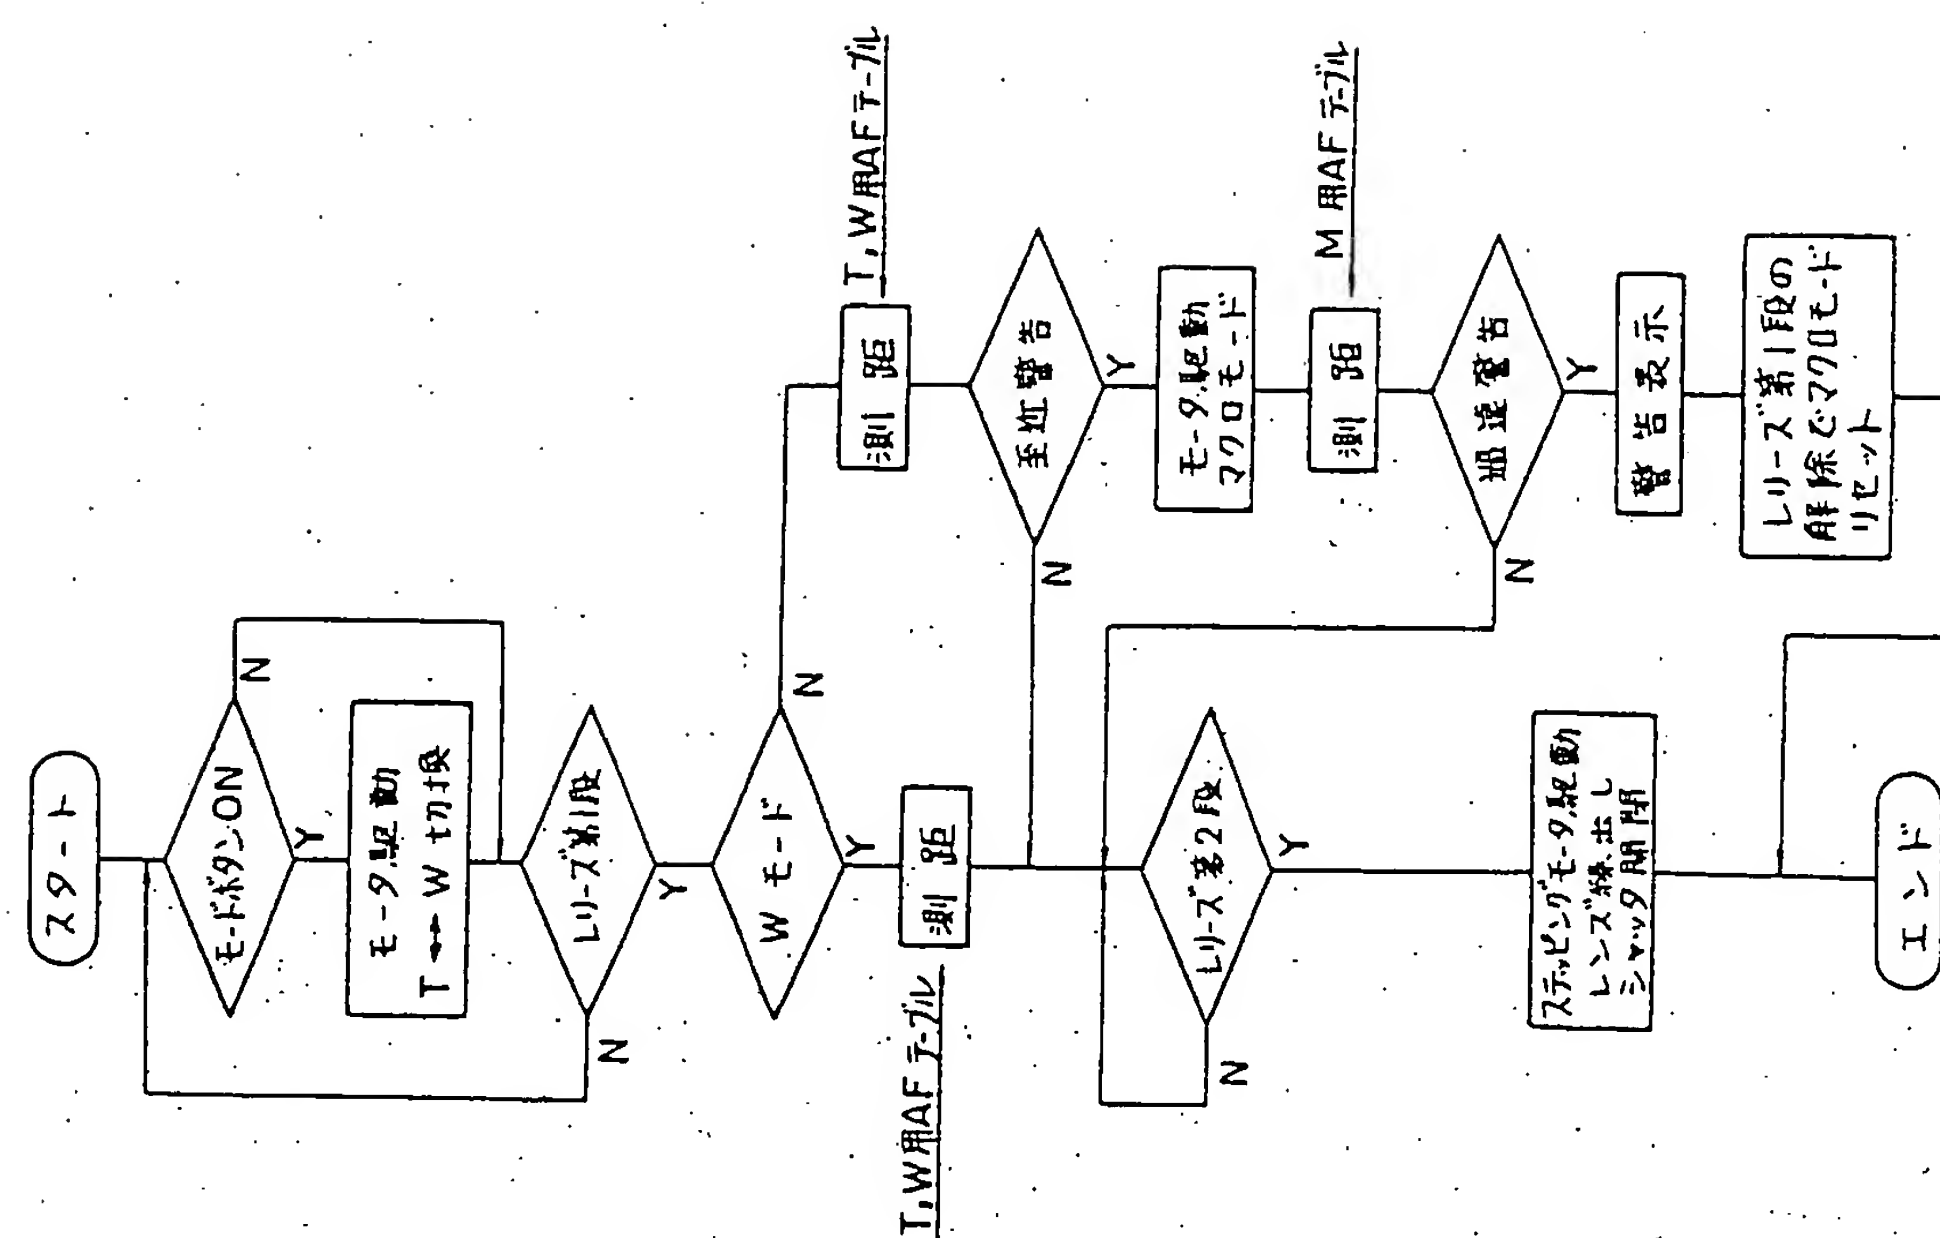 スタート
モードボタンON
N
Y
モータ駆動
T↔W切換
レリーズ第1段
N
Y
Wモード
N
Y
T,W用AFテーブル
測距
T,W用AFテーブル
測距
至近警告
N
Y
モータ駆動
マクロモード
M用AFテーブル
測距
警告
N
Y
警告表示
レリーズ第1段の
解除でマクロモード
リセット
レリーズ第2段
N
Y
ステッピングモータ駆動
レンズ繰出し
シャッタ開閉
エンド